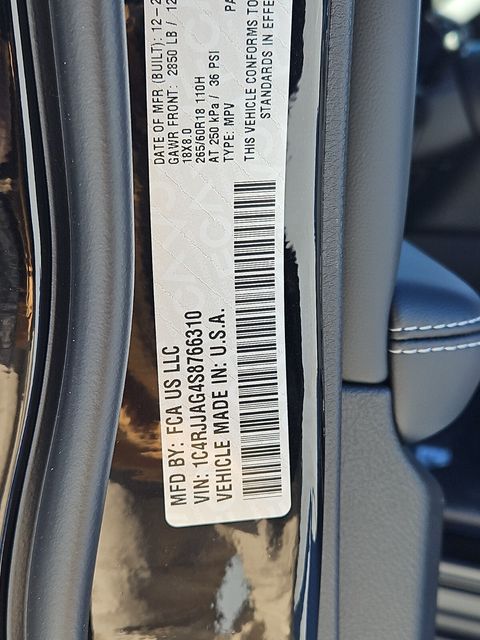 MFD BY: FCA US LLC
VIN: 1C4RJJAG4S8766310
VEHICLE MADE IN: U.S.A.
DATE OF MFR (BUILT): 12-2
GAWR FRONT: 2850 LB / 12
18X8.0
265/60R18 110H
AT 250 kPa / 36 PSI
TYPE: MPV
THIS VEHICLE CONFORMS TO
STANDARDS IN EFFE